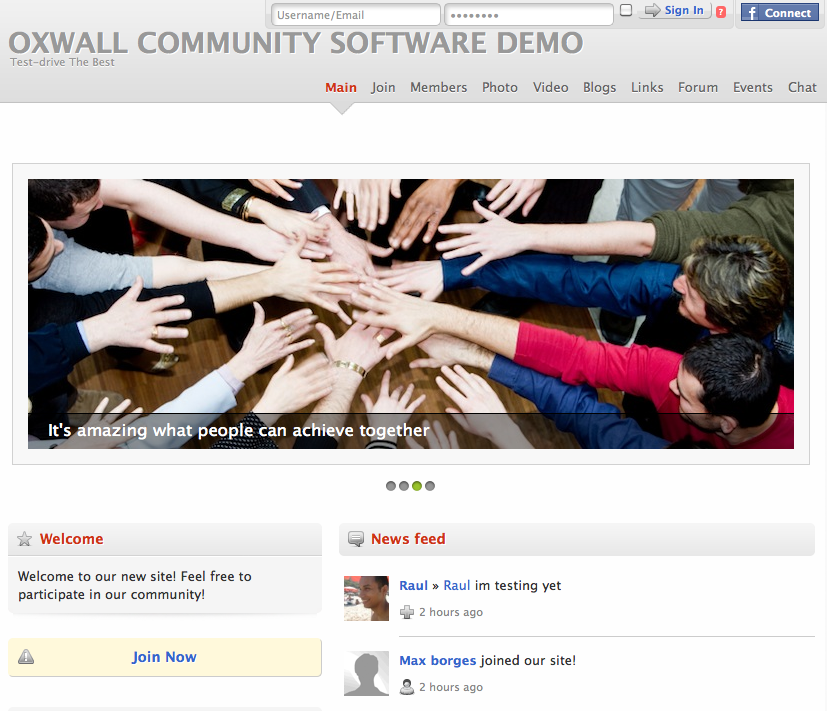 Username/Email
••••••••
Sign In
?
f Connect
OXWALL COMMUNITY SOFTWARE DEMO
Test-drive The Best
Main Join Members Photo Video Blogs Links Forum Events Chat
It's amazing what people can achieve together
Welcome
Welcome to our new site! Feel free to
participate in our community!
Join Now
News feed
Raul » Raul im testing yet
2 hours ago
Max borges joined our site!
2 hours ago